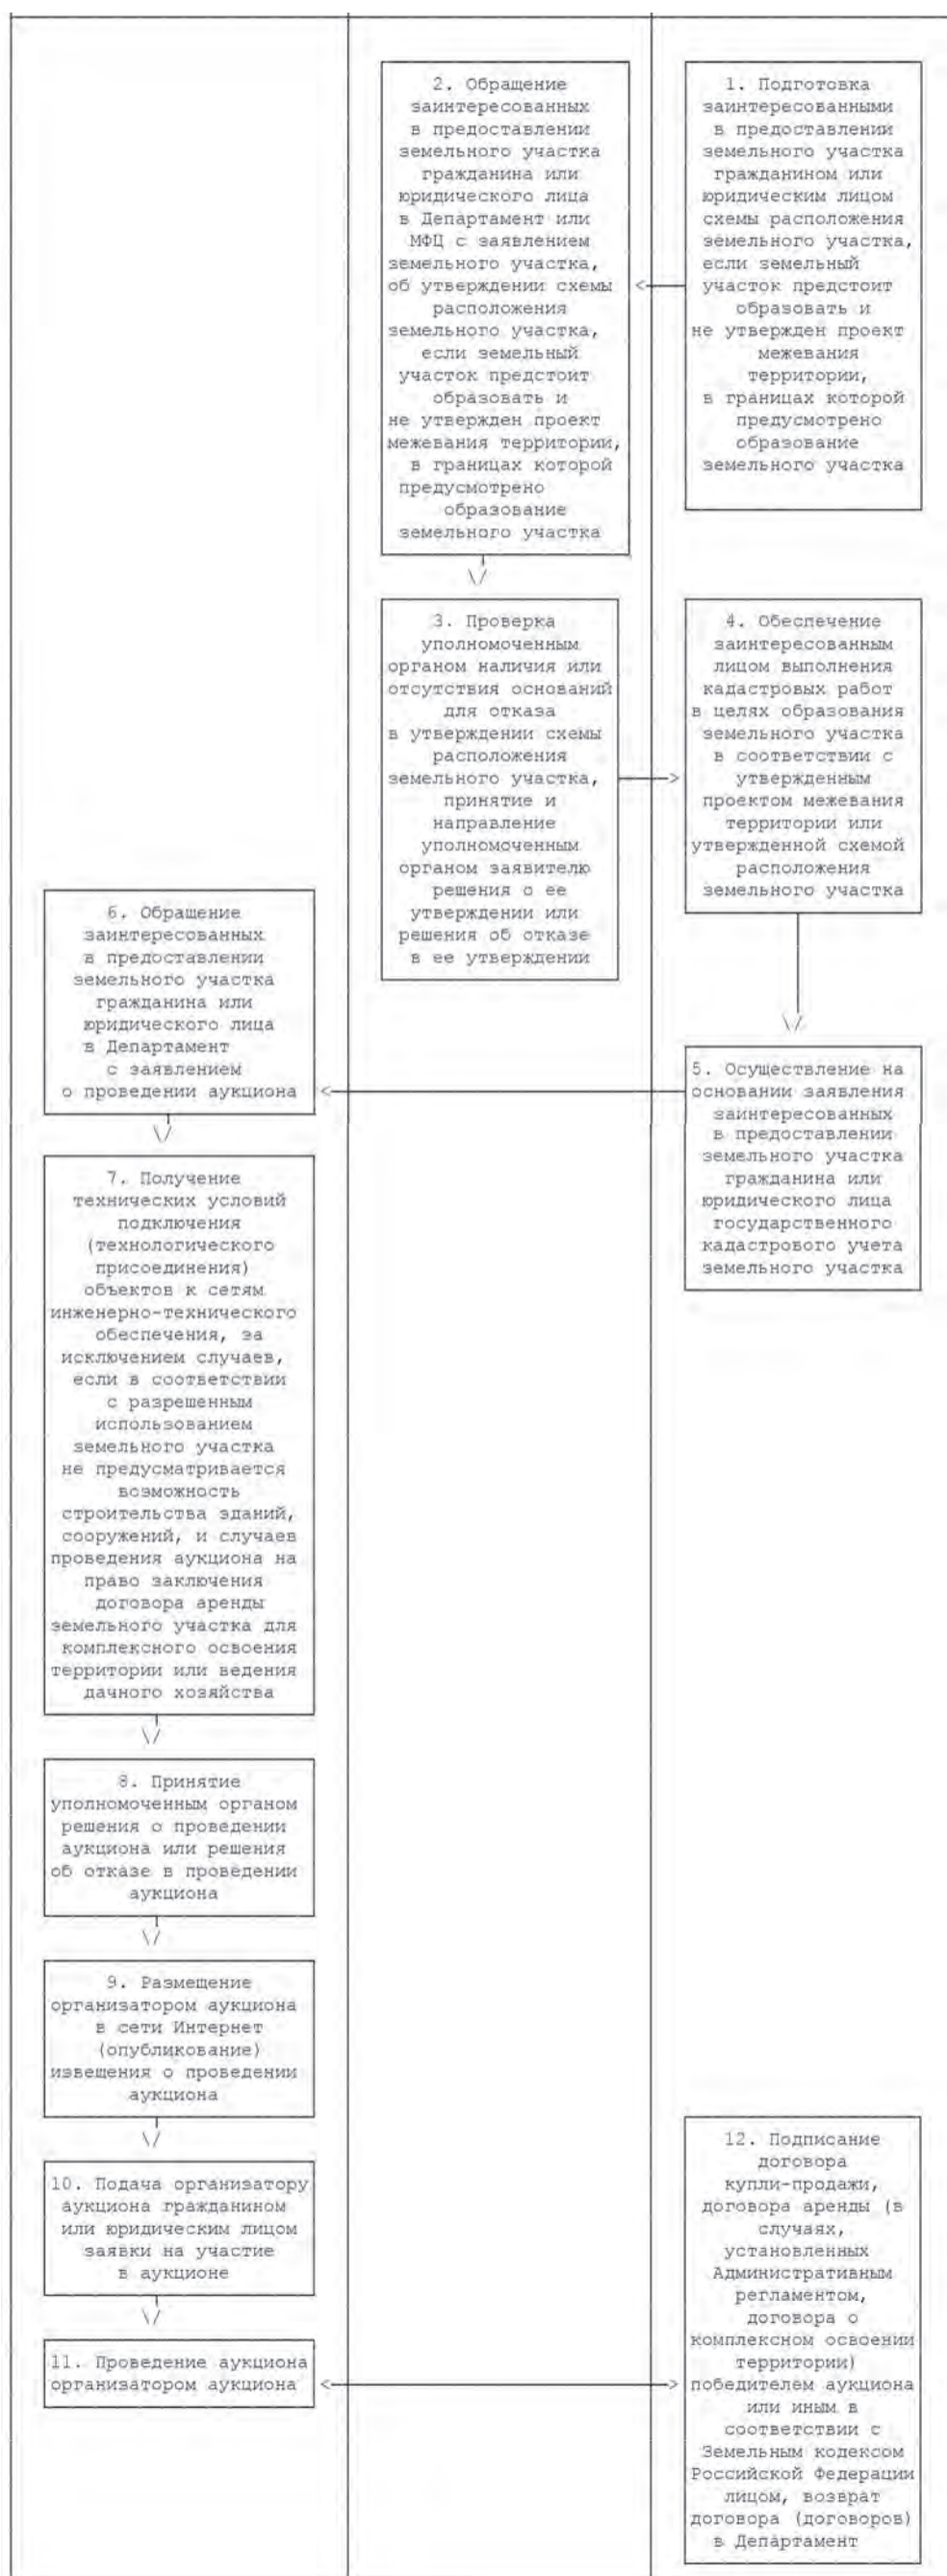 2. Обращение
заинтересованных
в предоставлении
земельного участка
гражданина или
юридического лица
в Департамент или
МФЦ с заявлением
земельного участка,
об утверждении схемы
расположения
земельного участка,
если земельный
участок предстоит
образовать и
не утвержден проект
межевания территории,
в границах которой
предусмотрено
образование
земельного участка
1. Подготовка
заинтересованными
в предоставлении
земельного участка
гражданином или
юридическим лицом
схемы расположения
земельного участка,
если земельный
участок предстоит
образовать и
не утвержден проект
межевания
территории,
в границах которой
предусмотрено
образование
земельного участка
3. Проверка
уполномоченным
органом наличия или
отсутствия оснований
для отказа
в утверждении схемы
расположения
земельного участка,
принятие и
направление
уполномоченным
органом заявителю
решения о ее
утверждении или
решения об отказе
в ее утверждении
4. Обеспечение
заинтересованным
лицом выполнения
кадастровых работ
в целях образования
земельного участка
в соответствии с
утвержденным
проектом межевания
территории или
утвержденной схемой
расположения
земельного участка
6. Обращение
заинтересованных
в предоставлении
земельного участка
гражданина или
юридического лица
в Департамент
с заявлением
о проведении аукциона
5. Осуществление на
основании заявления
заинтересованных
в предоставлении
земельного участка
гражданина или
юридического лица
государственного
кадастрового учета
земельного участка
7. Получение
технических условий
подключения
(технологического
присоединения)
объектов к сетям
инженерно-технического
обеспечения, за
исключением случаев,
если в соответствии
с разрешенным
использованием
земельного участка
не предусматривается
возможность
строительства зданий,
сооружений, и случаев
проведения аукциона на
право заключения
договора аренды
земельного участка для
комплексного освоения
территории или ведения
дачного хозяйства
8. Принятие
уполномоченным органом
решения о проведении
аукциона или решения
об отказе в проведении
аукциона
9. Размещение
организатором аукциона
в сети Интернет
(опубликование)
извещения о проведении
аукциона
10. Подача организатору
аукциона гражданином
или юридическим лицом
заявки на участие
в аукционе
11. Проведение аукциона
организатором аукциона
12. Подписание
договора
купли-продажи,
договора аренды (в
случаях,
установленных
Административным
регламентом,
договора о
комплексном освоении
территории)
победителем аукциона
или иным в
соответствии с
Земельным кодексом
Российской Федерации
лицом, возврат
договора (договоров)
в Департамент